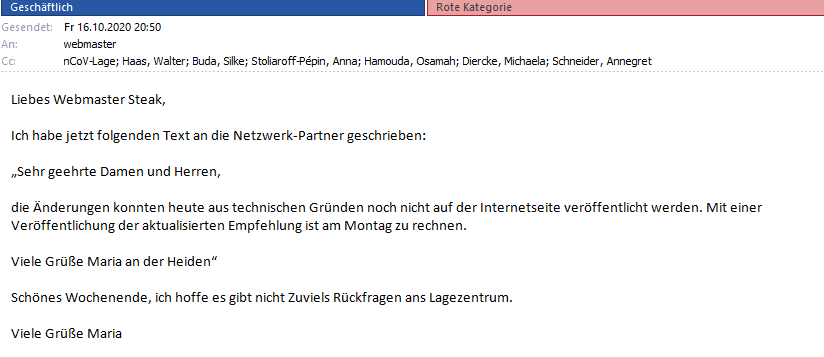 Geschäftlich Rote Kategorie
Gesendet: Fr 16.10.2020 20:50
An: webmaster
Cc: nCoV-Lage; Haas, Walter; Buda, Silke; Stoliaroff-Pépin, Anna; Hamouda, Osamah; Diercke, Michaela; Schneider, Annegret
Liebes Webmaster Steak,
Ich habe jetzt folgenden Text an die Netzwerk-Partner geschrieben:
„Sehr geehrte Damen und Herren,
die Änderungen konnten heute aus technischen Gründen noch nicht auf der Internetseite veröffentlicht werden. Mit einer
Veröffentlichung der aktualisierten Empfehlung ist am Montag zu rechnen.
Viele Grüße Maria an der Heiden“
Schönes Wochenende, ich hoffe es gibt nicht Zuviels Rückfragen ans Lagezentrum.
Viele Grüße Maria